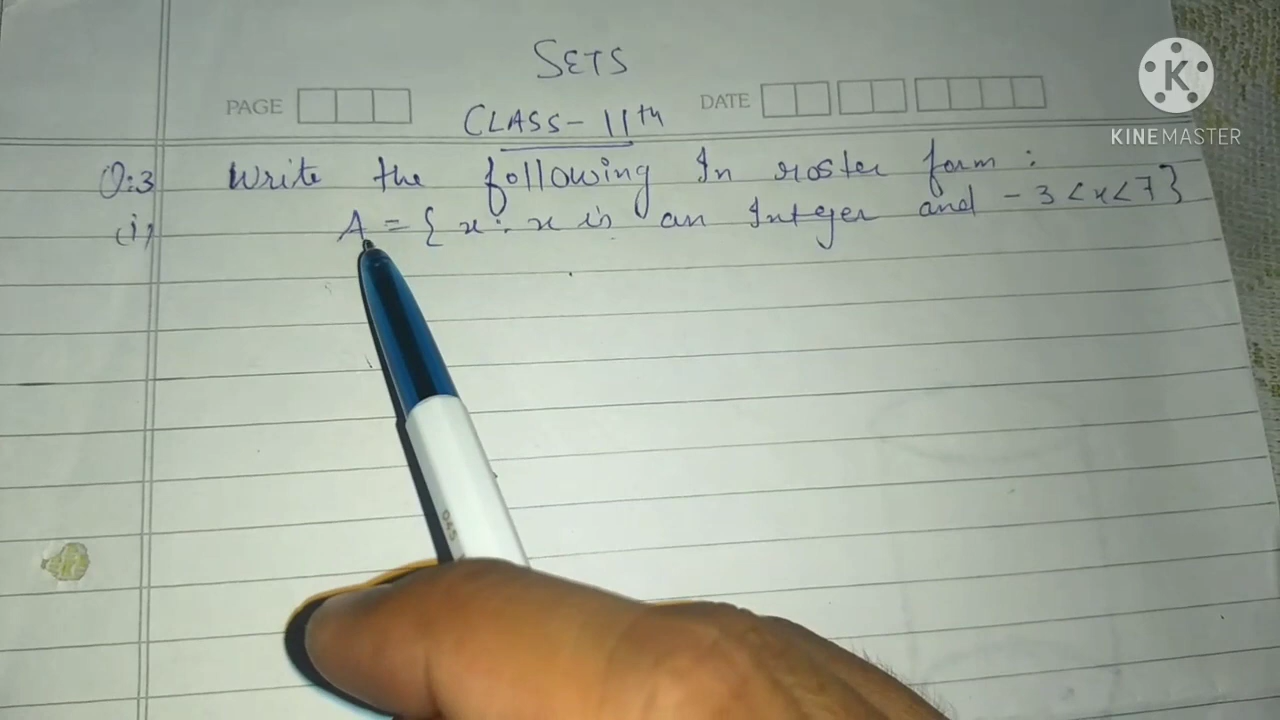 SETS
PAGE
DATE
CLASS - 11th
Q:3 Write the following In roster form :
(i) A = { x : x is an Integer and -3 < x < 7 }
045
K
KINEMASTER